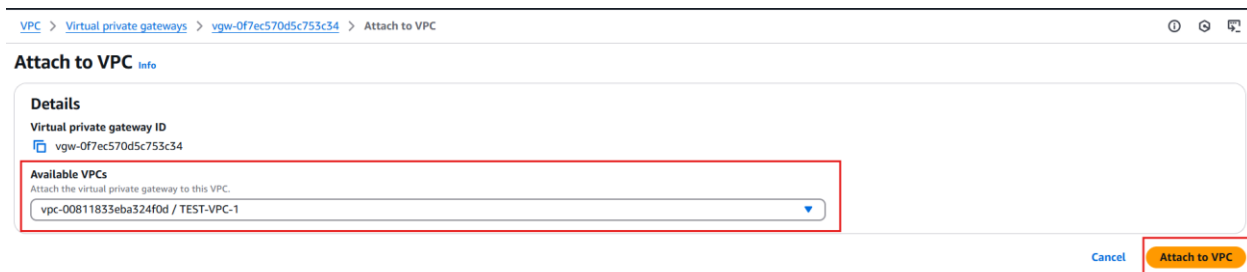 VPC > Virtual private gateways > vgw-0f7ec570d5c753c34 > Attach to VPC
Attach to VPC Info
Details
Virtual private gateway ID
vgw-0f7ec570d5c753c34
Available VPCs
Attach the virtual private gateway to this VPC.
vpc-00811833eba324f0d / TEST-VPC-1
Cancel Attach to VPC